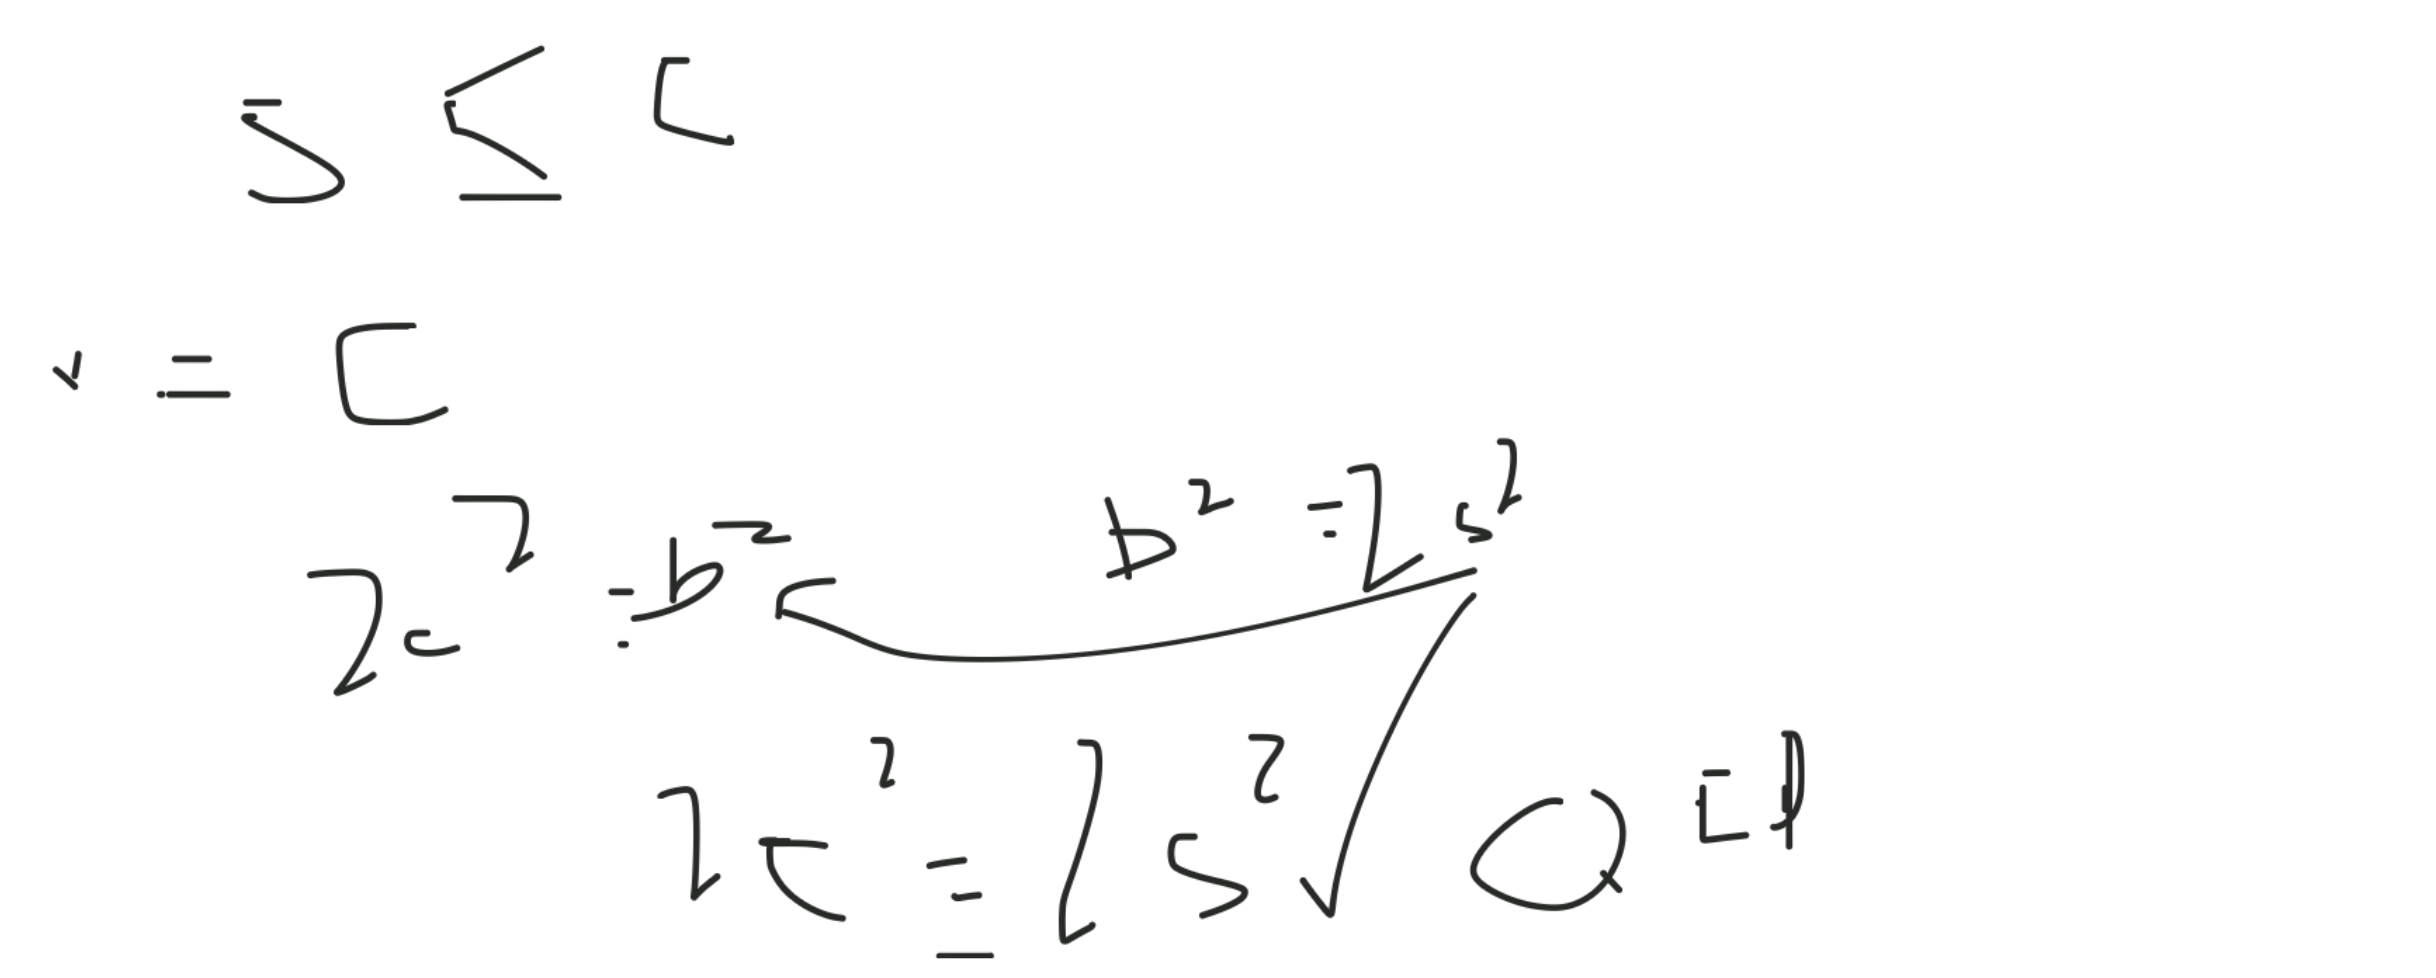 s ≤ c
v = c
2c² = b² b² = 2s²
2c² = 2s² √ QED